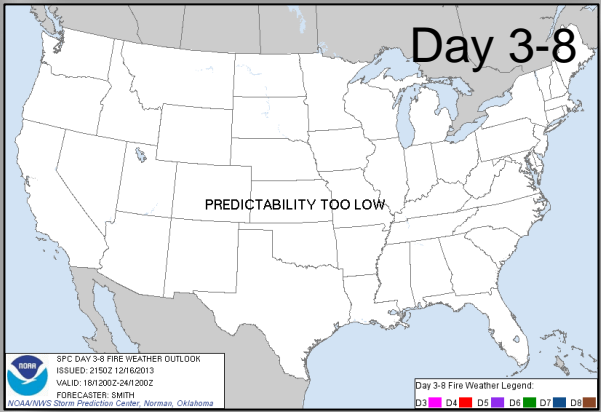 Day 3-8
PREDICTABILITY TOO LOW
NOAA
SPC DAY 3-8 FIRE WEATHER OUTLOOK
ISSUED: 2150Z 12/16/2013
VALID: 18/1200Z-24/1200Z
FORECASTER: SMITH
NOAA/NWS Storm Prediction Center, Norman, Oklahoma
Day 3-8 Fire Weather Legend:
D3 D4 D5 D6 D7 D8